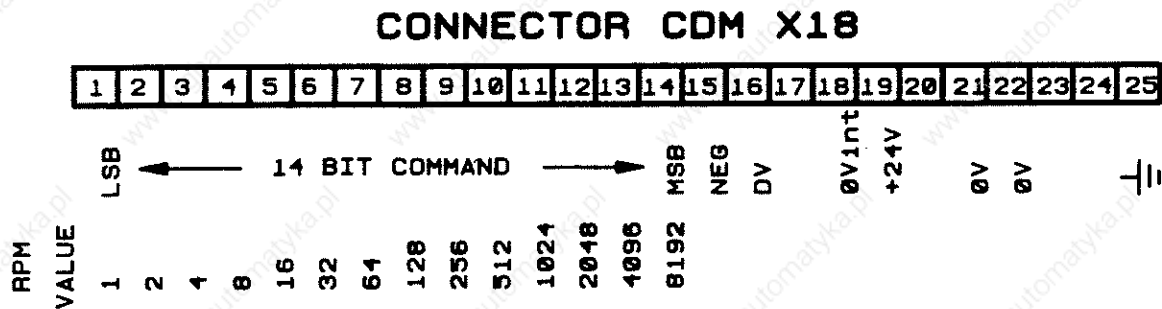 CONNECTOR CDM X18
1 2 3 4 5 6 7 8 9 10 11 12 13 14 15 16 17 18 19 20 21 22 23 24 25
LSB 14 BIT COMMAND MSB NEG DV 0Vint +24V 0V 0V
RPM VALUE 1 2 4 8 16 32 64 128 256 512 1024 2048 4096 8192